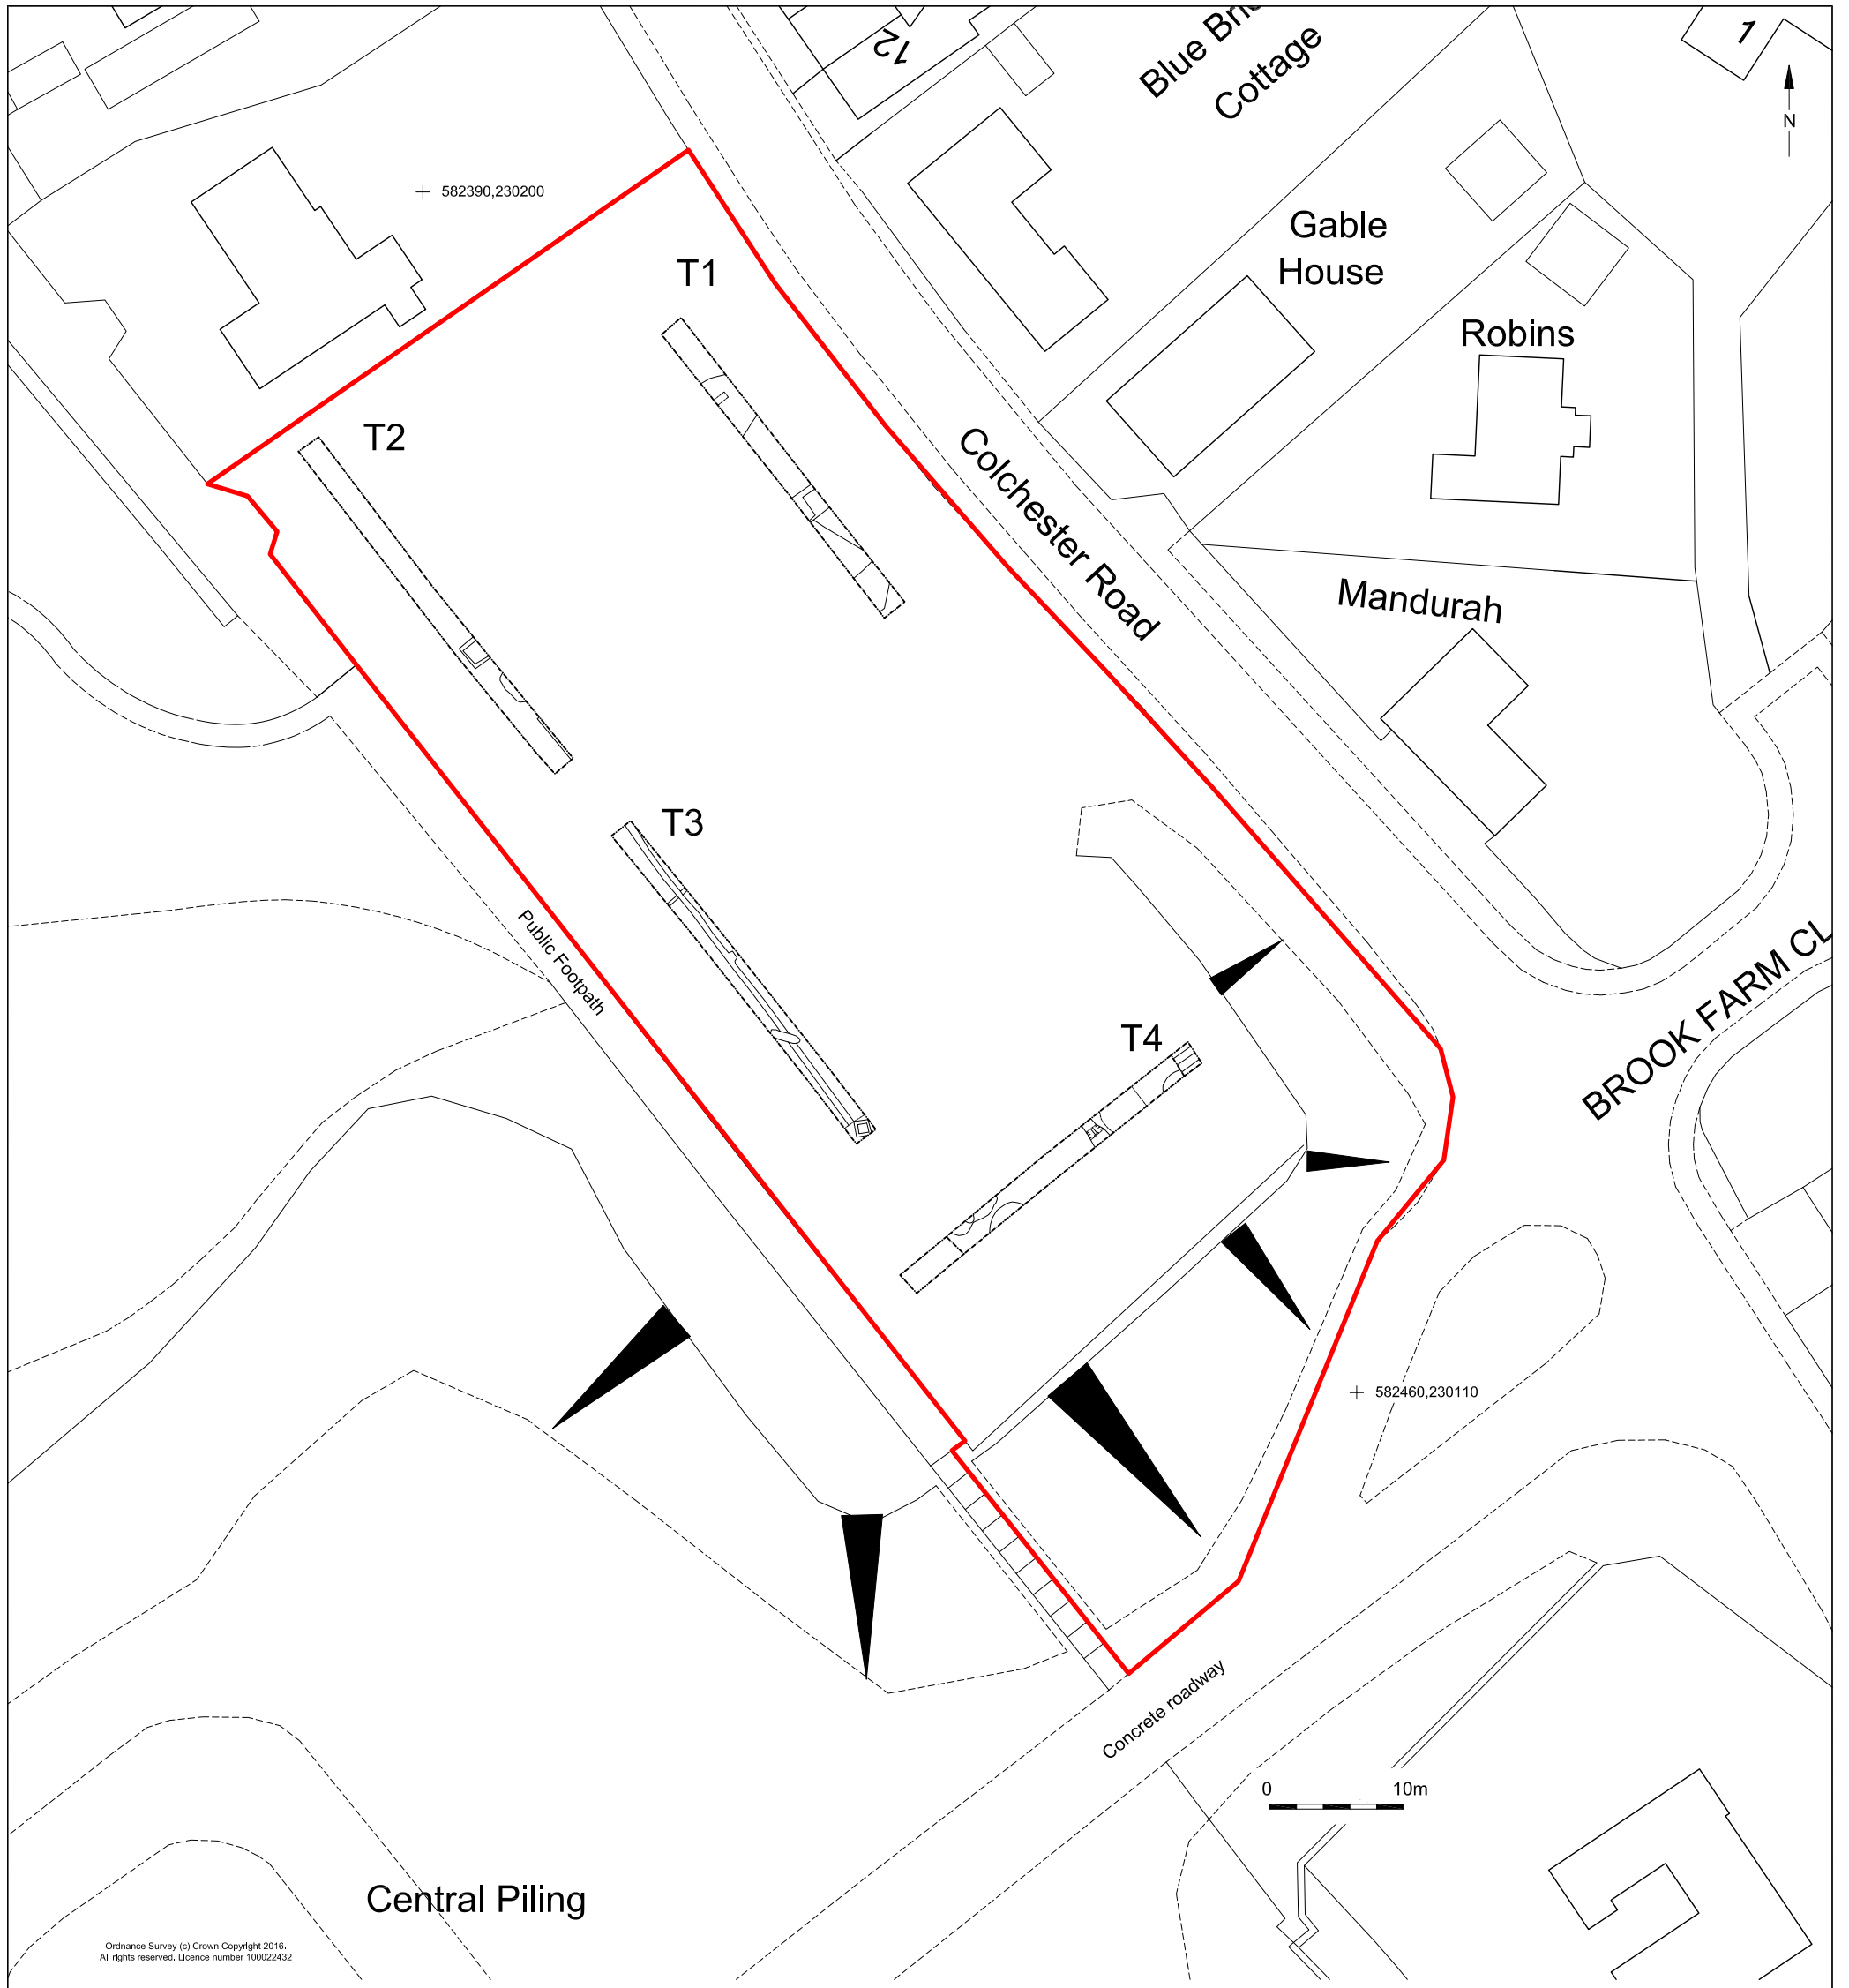 12
Blue Bri
Cottage
1
N
582390,230200
Gable
House
T1
Robins
T2
Colchester Road
Mandurah
T3
Public Footpath
BROOK FARM CL
T4
582460,230110
Concrete roadway
0 10m
Central Piling
Ordnance Survey (c) Crown Copyright 2016.
All rights reserved. Licence number 100022432